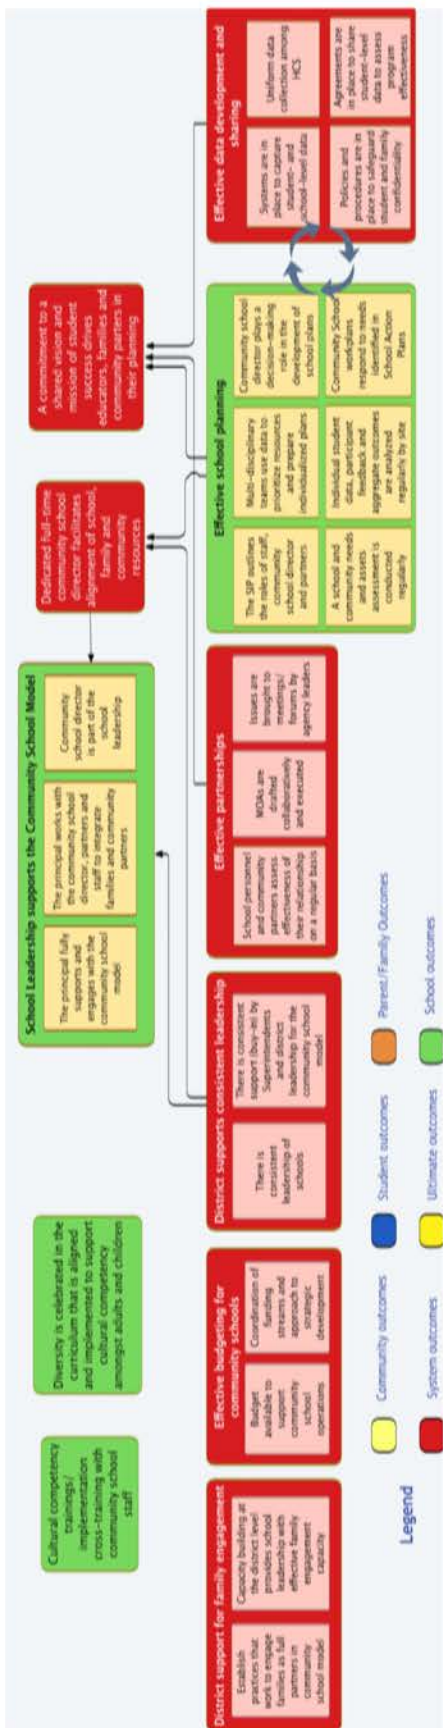 Cultural competency
trainings/
implementation
cross-training with
community school
staff
Diversity is celebrated in the
curriculum that is aligned
and implemented to support
cultural competency
amongst adults and children
School Leadership supports the Community School Model
The principal fully
supports and
engages with the
community school
model
The principal works with
the community school
director, partners and
staff to integrate
families and community
partners
Community
school director
is part of the
school
leadership
Dedicated full-time
community school
director facilitates
alignment of school,
family and
community
resources
A commitment to a
shared vision and
mission of student
success drives
educators, families and
community parters in
their planning
District support for family engagement
Establish
practices that
work to engage
families as full
partners in
community
school model
Capacity building at
the district level
provides school
leadership with
effective family
engagement
capacity
Effective budgeting for
community schools
Budget
available to
support
community
school
operations
Coordination of
funding
streams and
approach to
strategic
development
District supports consistent leadership
There is
consistent
leadership of
schools
There is consistent
support (buy-in) by
Superintendents
and district
leadership for the
community school
model
Effective partnerships
School personnel
and community
partners assess
effectiveness of
their relationship
on a regular basis
MOAs are
drafted
collaboratively
and executed
Issues are
brought to
meetings/
forums by
agency leaders
Effective school planning
The SIP outlines
the roles of staff,
community
school director
and partners
Multi-disciplinary
teams use data to
prioritize resources
and prepare
individualized plans
Community school
director plays a
decision-making
role in the
development of
school plans
A school and
community needs
and assets
assessment is
conducted
regularly
Individual student
data, participant
feedback and
aggregate outcomes
are analyzed
regularly by site
Community School
workplans
respond to needs
identified in
School Action
Plans
Effective data development and
sharing
Systems are in
place to capture
student- and
school-level data
Uniform data
collection among
HCS
Policies and
procedures are in
place to safeguard
student and family
confidentiality
Agreements are
in place to share
student-level
data to assess
program
effectiveness
Legend
Community outcomes
Student outcomes
Parent/Family Outcomes
System outcomes
Ultimate outcomes
School outcomes